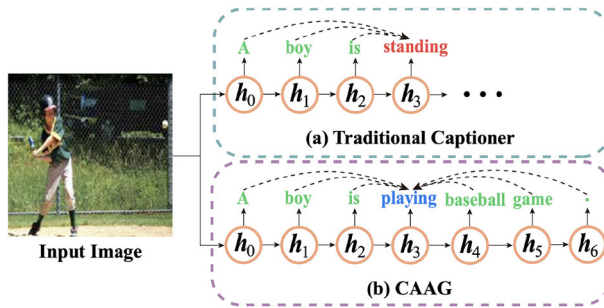 A boy is standing
h0 h1 h2 h3 • • •
(a) Traditional Captioner
A boy is playing baseball game .
h0 h1 h2 h3 h4 h5 h6
Input Image
(b) CAAG